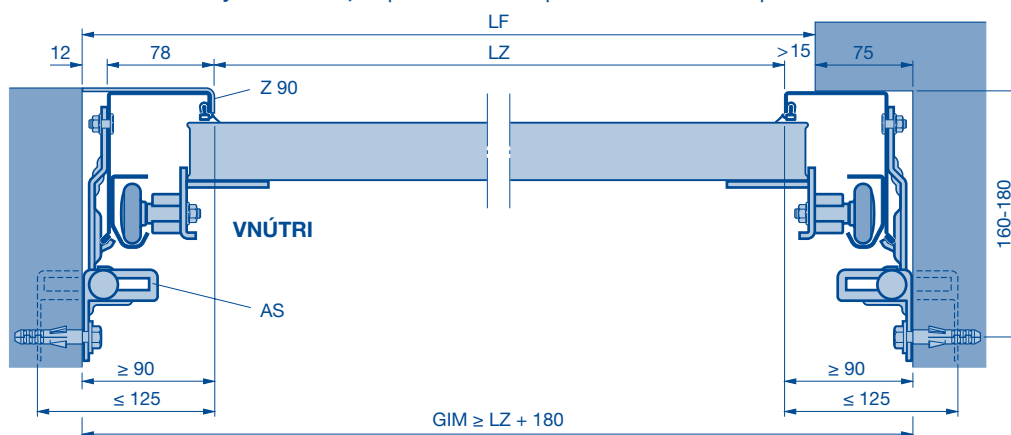 LF
12 78 LZ >15 75
Z 90
160-180
VNÚTRI
AS
≥ 90 ≥ 90
≤ 125 ≤ 125
GIM ≥ LZ + 180